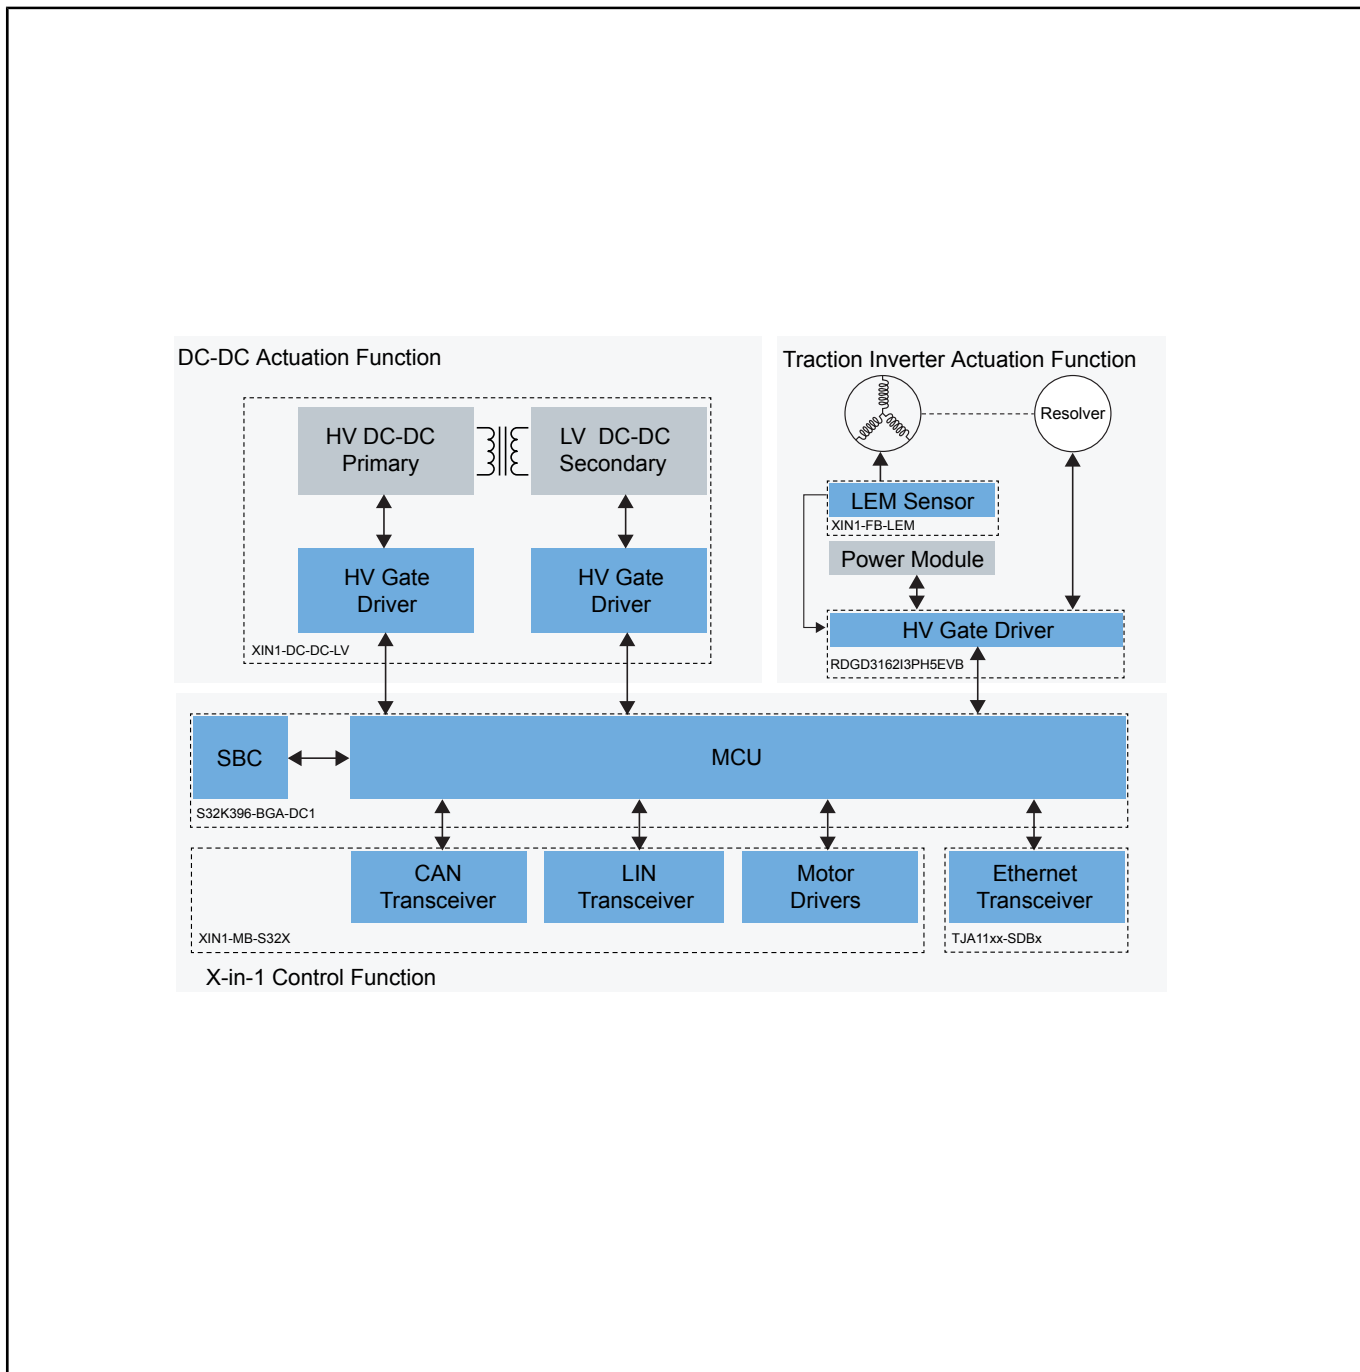 DC-DC Actuation Function
HV DC-DC
Primary
LV DC-DC
Secondary
HV Gate
Driver
HV Gate
Driver
XIN1-DC-DC-LV
Traction Inverter Actuation Function
Resolver
LEM Sensor
XIN1-FB-LEM
Power Module
HV Gate Driver
RDGD3162I3PH5EVB
SBC
MCU
S32K396-BGA-DC1
CAN
Transceiver
LIN
Transceiver
Motor
Drivers
Ethernet
Transceiver
XIN1-MB-S32X
TJA11xx-SDBx
X-in-1 Control Function